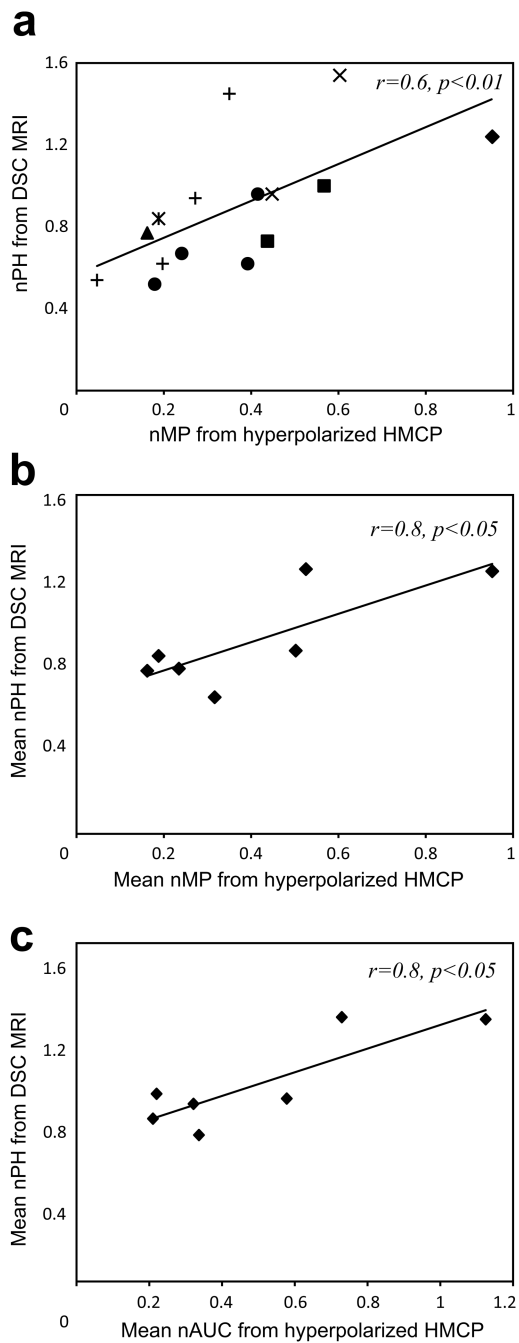 a
1.6
r=0.6, p<0.01
1.2
0.8
0.4
nPH from DSC MRI
0 0.2 0.4 0.6 0.8 1
nMP from hyperpolarized HMCP
b
1.6
r=0.8, p<0.05
1.2
0.8
0.4
Mean nPH from DSC MRI
0 0.2 0.4 0.6 0.8 1
Mean nMP from hyperpolarized HMCP
c
1.6
r=0.8, p<0.05
1.2
0.8
0.4
Mean nPH from DSC MRI
0 0.2 0.4 0.6 0.8 1 1.2
Mean nAUC from hyperpolarized HMCP